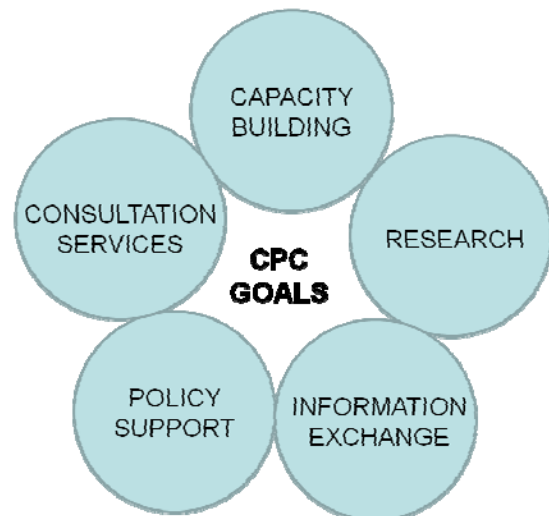 CAPACITY
BUILDING
CONSULTATION
SERVICES
RESEARCH
CPC
GOALS
POLICY
SUPPORT
INFORMATION
EXCHANGE